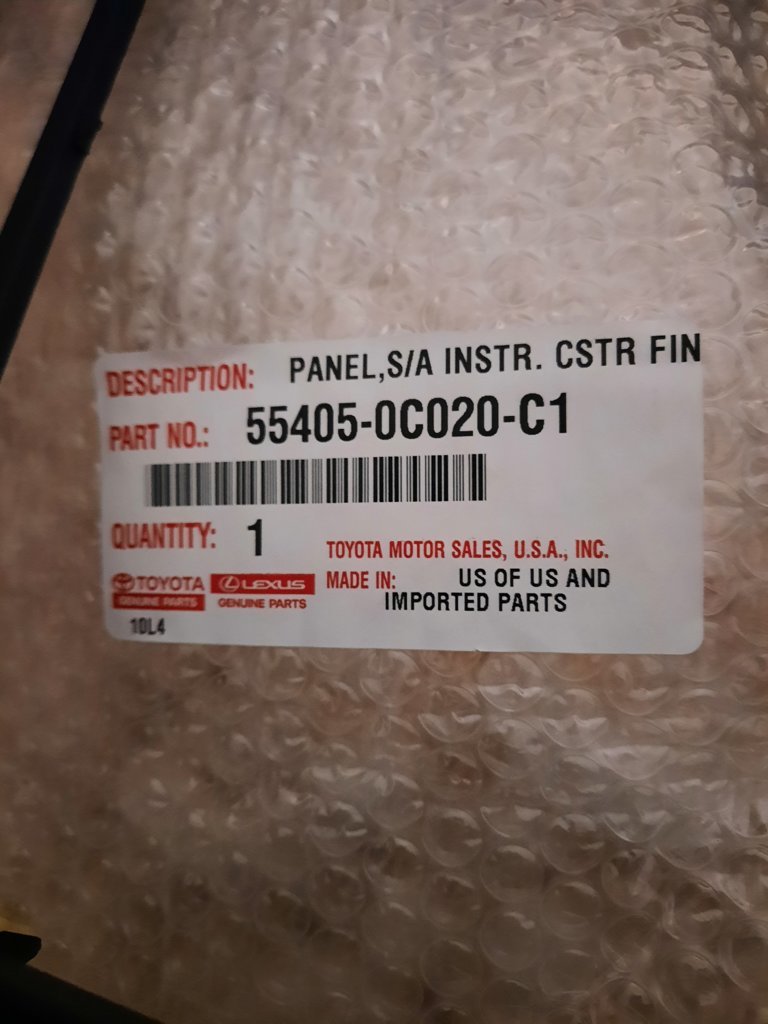 DESCRIPTION: PANEL,S/A INSTR. CSTR FIN
PART NO.: 55405-0C020-C1
QUANTITY: 1
TOYOTA MOTOR SALES, U.S.A., INC.
TOYOTA LEXUS MADE IN: US OF US AND
GENUINE PARTS GENUINE PARTS IMPORTED PARTS
10L4